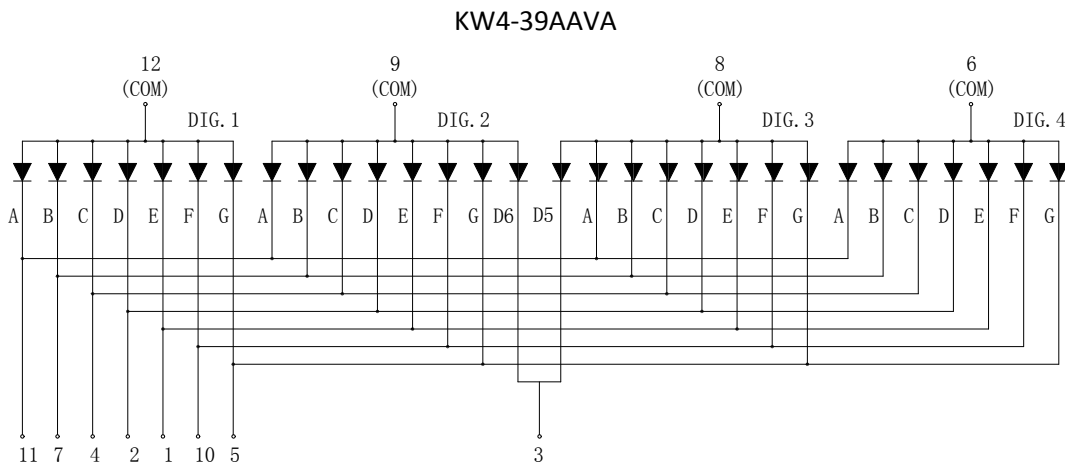 KW4-39AAVA
12 9 8 6
(COM) (COM) (COM) (COM)
DIG.1 DIG.2 DIG.3 DIG.4
A B C D E F G A B C D E F G D6 D5 A B C D E F G A B C D E F G
11 7 4 2 1 10 5 3